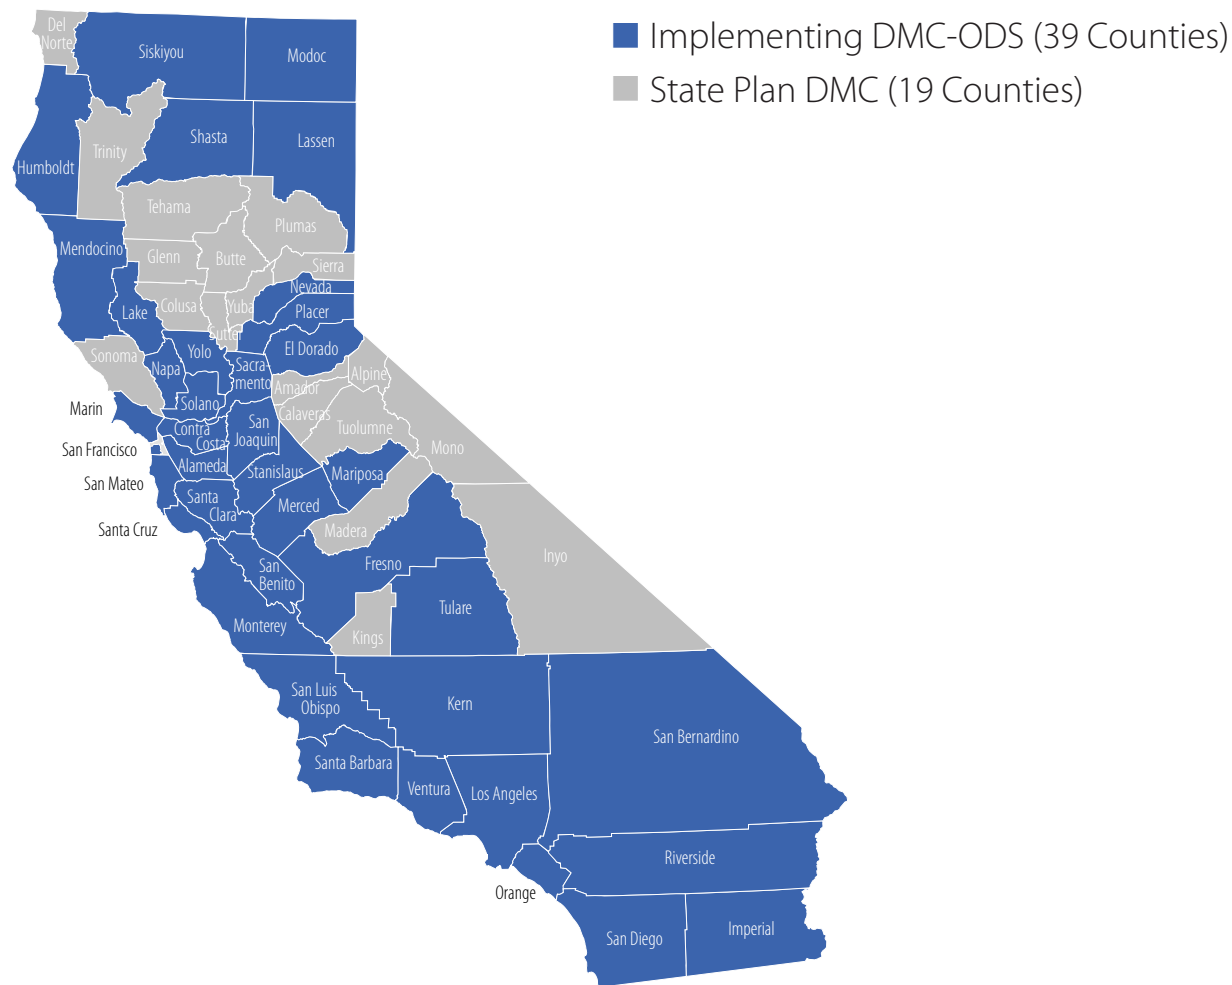 Implementing DMC-ODS (39 Counties)
State Plan DMC (19 Counties)
Del
Norte
Siskiyou
Modoc
Humboldt
Trinity
Shasta
Lassen
Tehama
Plumas
Mendocino
Glenn
Butte
Sierra
Nevada
Lake
Colusa
Yuba
Placer
Sutter
Sonoma
Napa
Yolo
El Dorado
Sacra-
mento
Alpine
Amador
Solano
Marin
Calaveras
Contra
Costa
San
Joaquin
Tuolumne
Mono
San Francisco
Alameda
Stanislaus
Mariposa
San Mateo
Santa
Clara
Merced
Santa Cruz
Madera
Inyo
San
Benito
Fresno
Tulare
Monterey
Kings
San Luis
Obispo
Kern
San Bernardino
Santa Barbara
Ventura
Los Angeles
Riverside
Orange
San Diego
Imperial